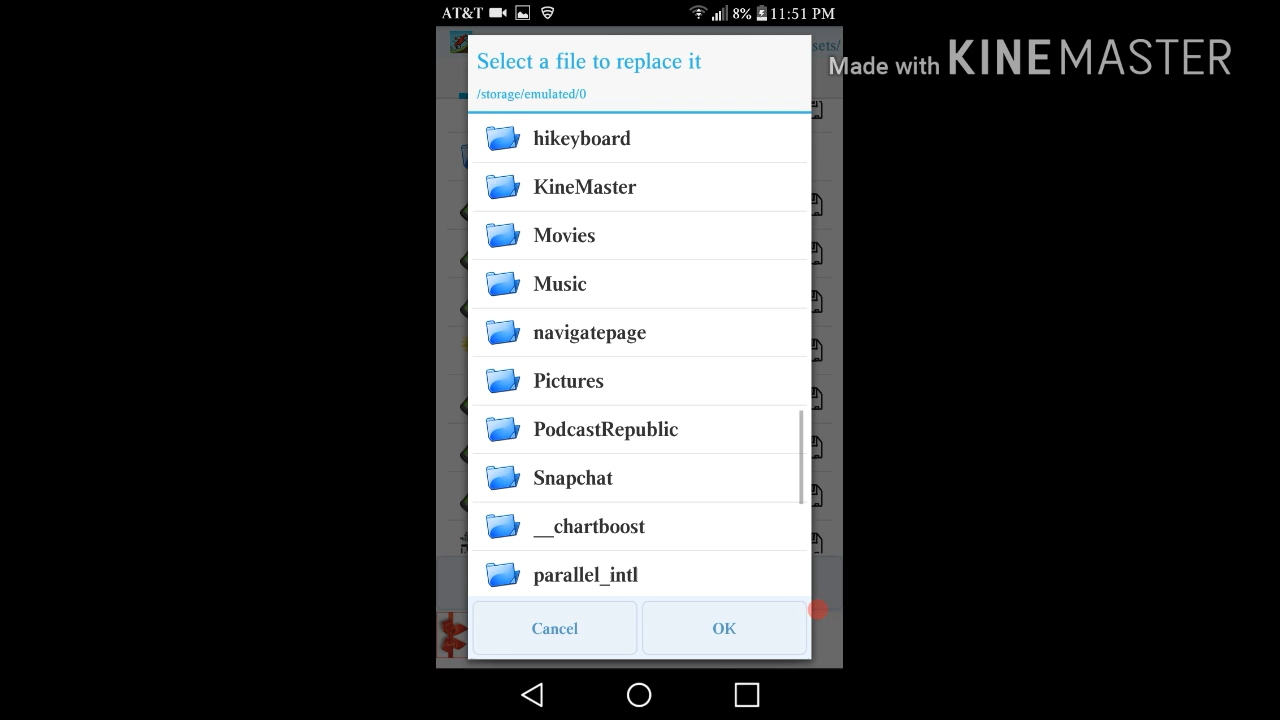 AT&T 8% 11:51 PM
Made with KINEMASTER
sets/
Select a file to replace it
/storage/emulated/0
hikeyboard
KineMaster
Movies
Music
navigatepage
Pictures
PodcastRepublic
Snapchat
__chartboost
parallel_intl
Cancel OK